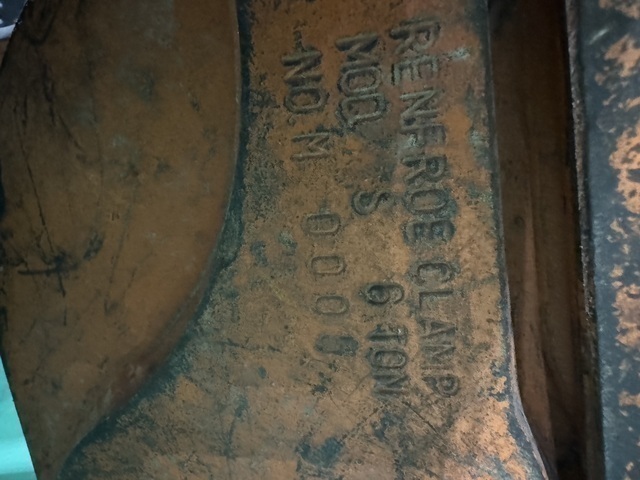 RENFROE CLAMP
MOD. S 6 TON
NO M 0000